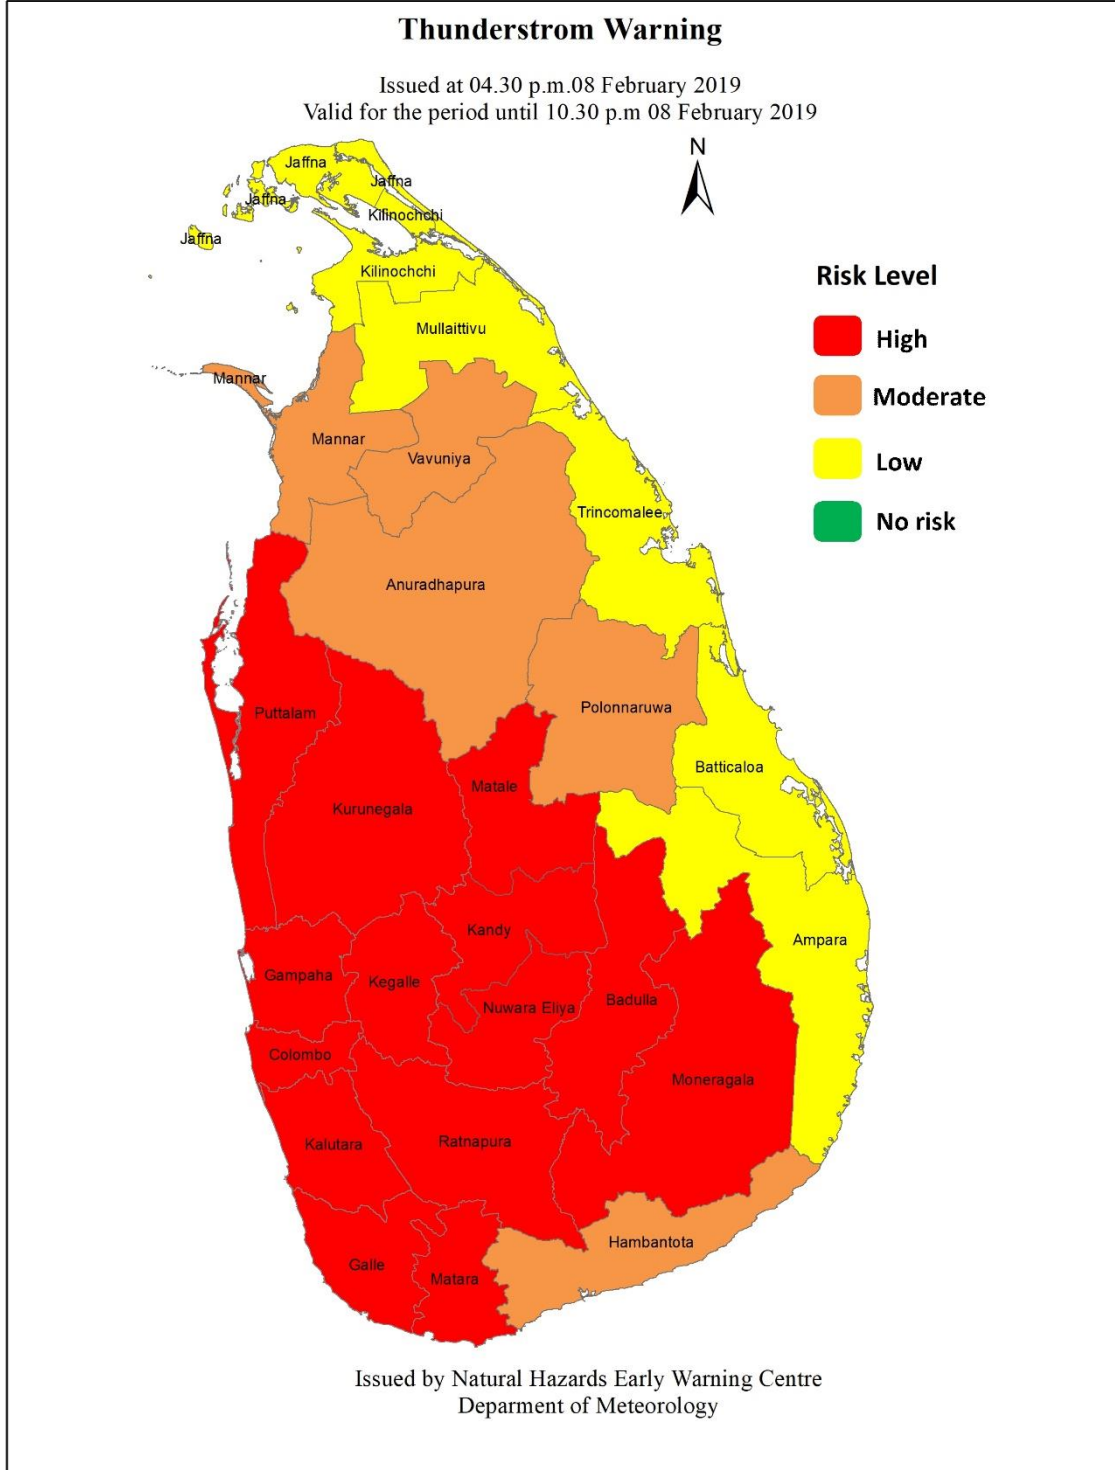 Thunderstrom Warning
Issued at 04.30 p.m.08 February 2019
Valid for the period until 10.30 p.m 08 February 2019
N
Jaffna
Jaffna
Jaffna
Kilinochchi
Jaffna
Kilinochchi
Risk Level
Mullaittivu
High
Mannar
Moderate
Mannar
Vavuniya
Low
Trincomalee
No risk
Anuradhapura
Puttalam
Polonnaruwa
Batticaloa
Matale
Kurunegala
Kandy
Ampara
Gampaha
Kegalle
Nuwara Eliya
Badulla
Colombo
Moneragala
Kalutara
Ratnapura
Hambantota
Galle
Matara
Issued by Natural Hazards Early Warning Centre
Deparment of Meteorology